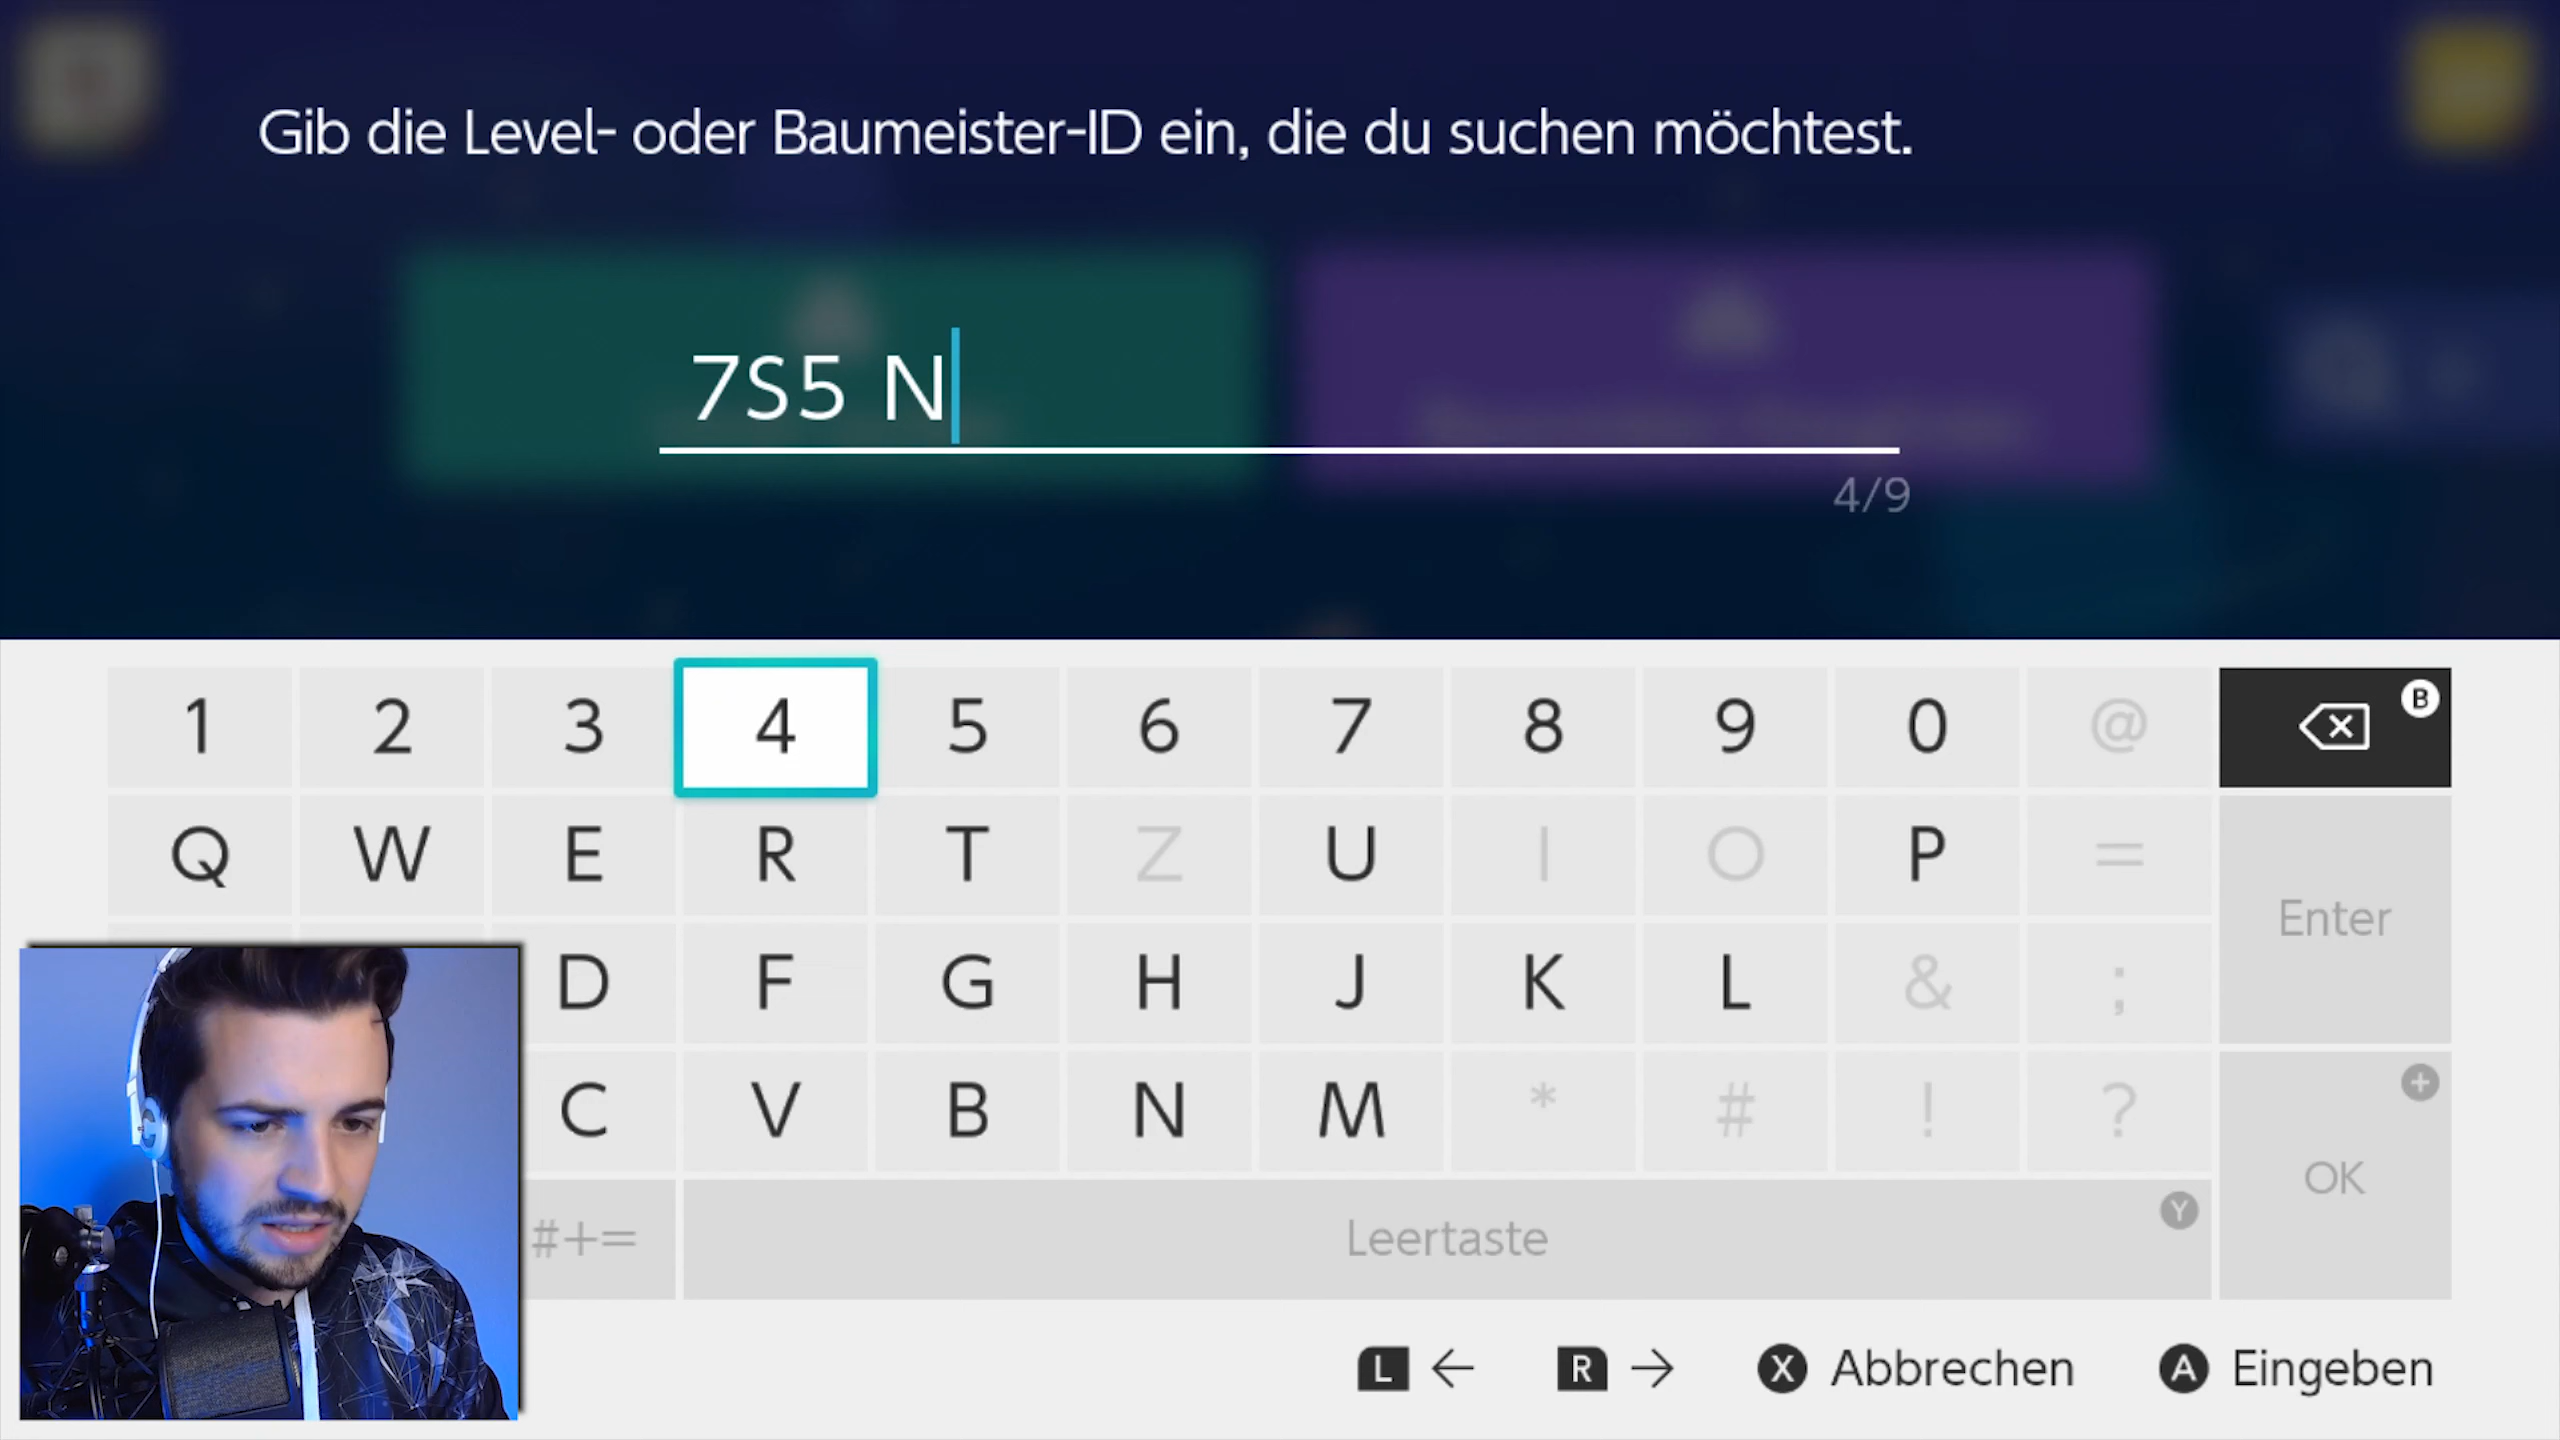 Gib die Level- oder Baumeister-ID ein, die du suchen möchtest.
7S5 N
4/9
1 2 3 4 5 6 7 8 9 0 @ B
Q W E R T Z U I O P =
Enter
D F G H J K L & ;
C V B N M * # ! ? +
OK
#+= Leertaste Y
L ← R → X Abbrechen A Eingeben